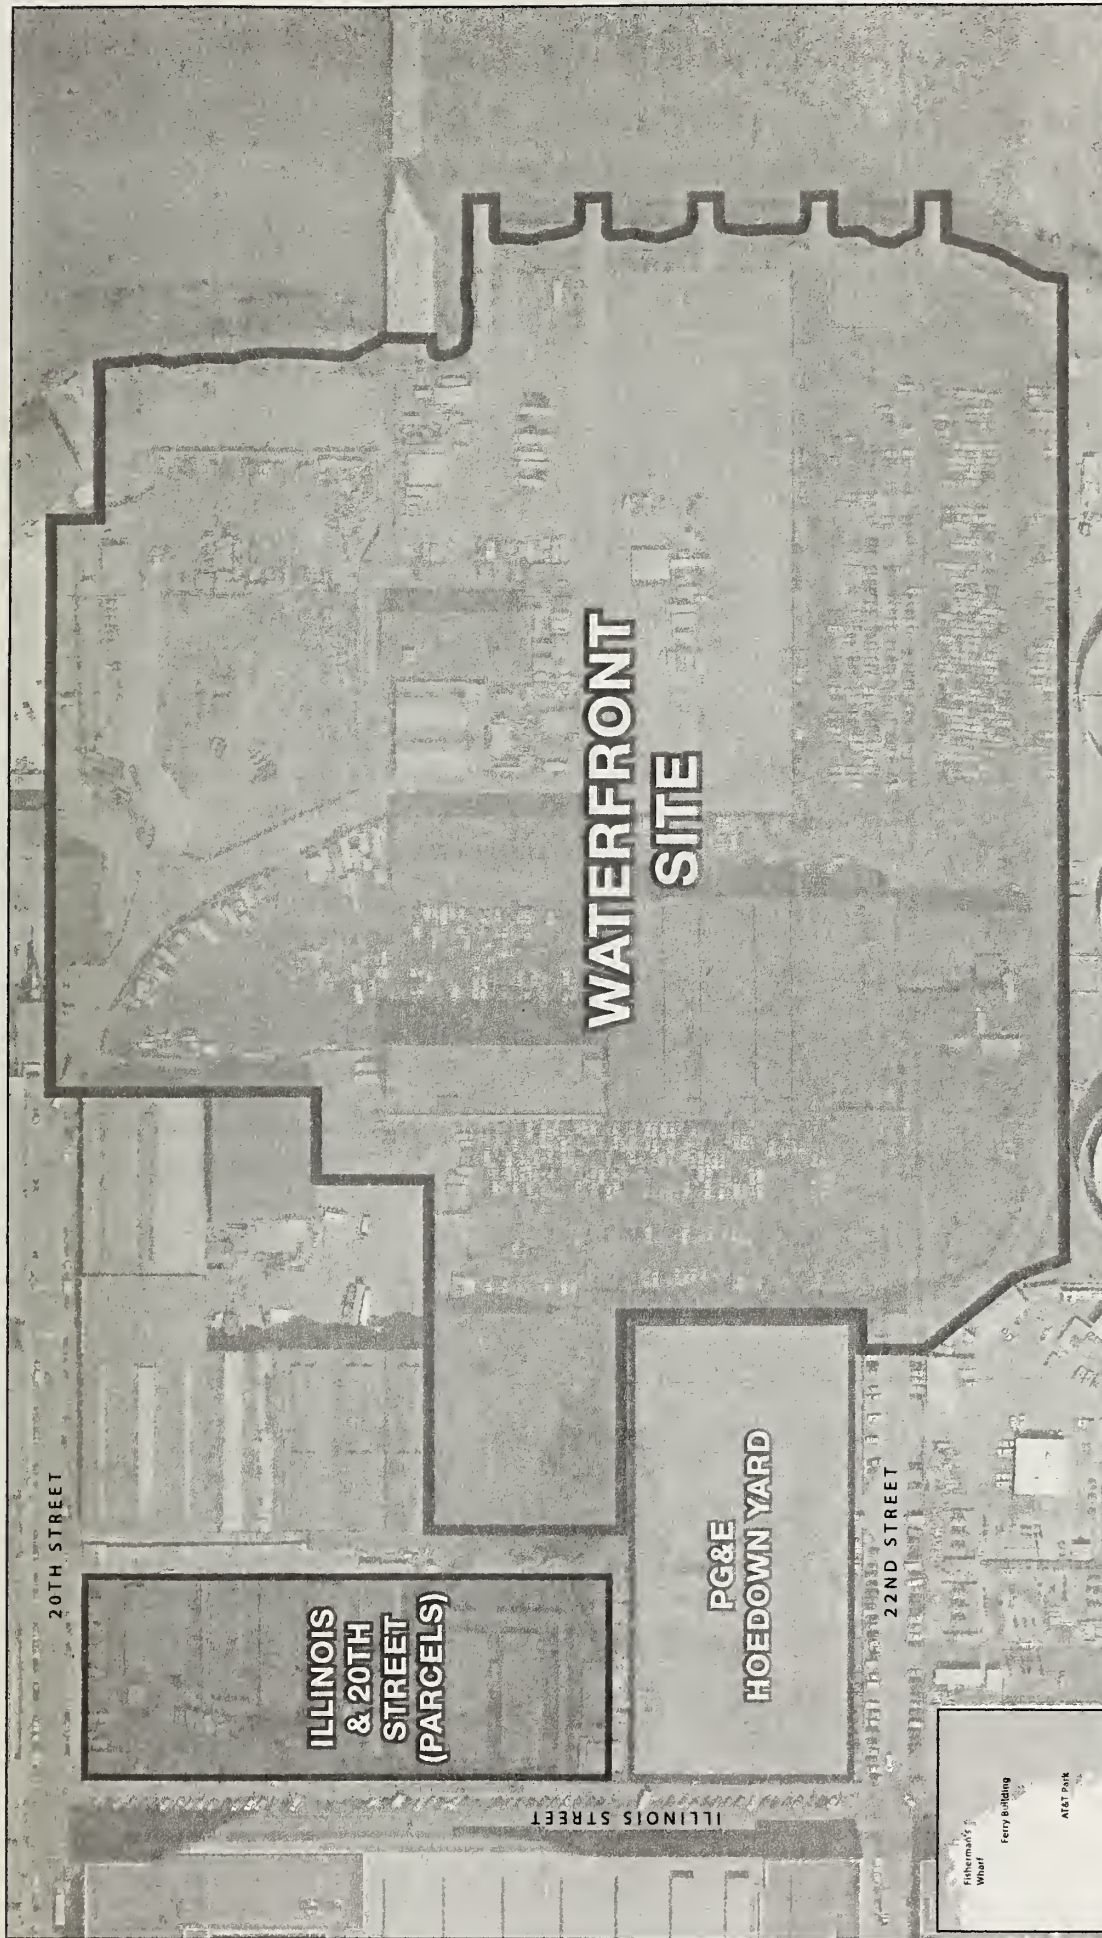 20TH STREET
WATERFRONT
SITE
ILLINOIS
& 20TH
STREET
(PARCELS)
PG&E
HOEDOWN YARD
22ND STREET
ILLINOIS STREET
Fisherman's
Wharf
Ferry Building
AT&T Park